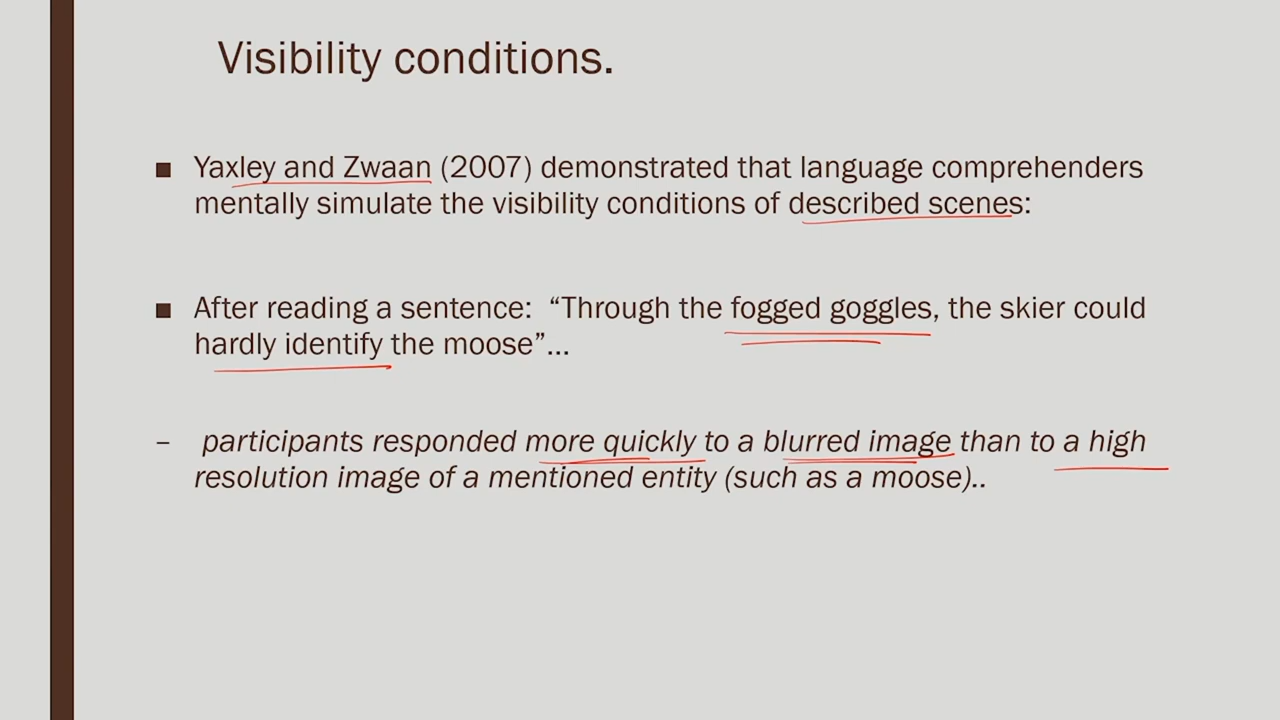 Visibility conditions.
■ Yaxley and Zwaan (2007) demonstrated that language comprehenders
mentally simulate the visibility conditions of described scenes:
■ After reading a sentence: “Through the fogged goggles, the skier could
hardly identify the moose”...
– participants responded more quickly to a blurred image than to a high
resolution image of a mentioned entity (such as a moose)..